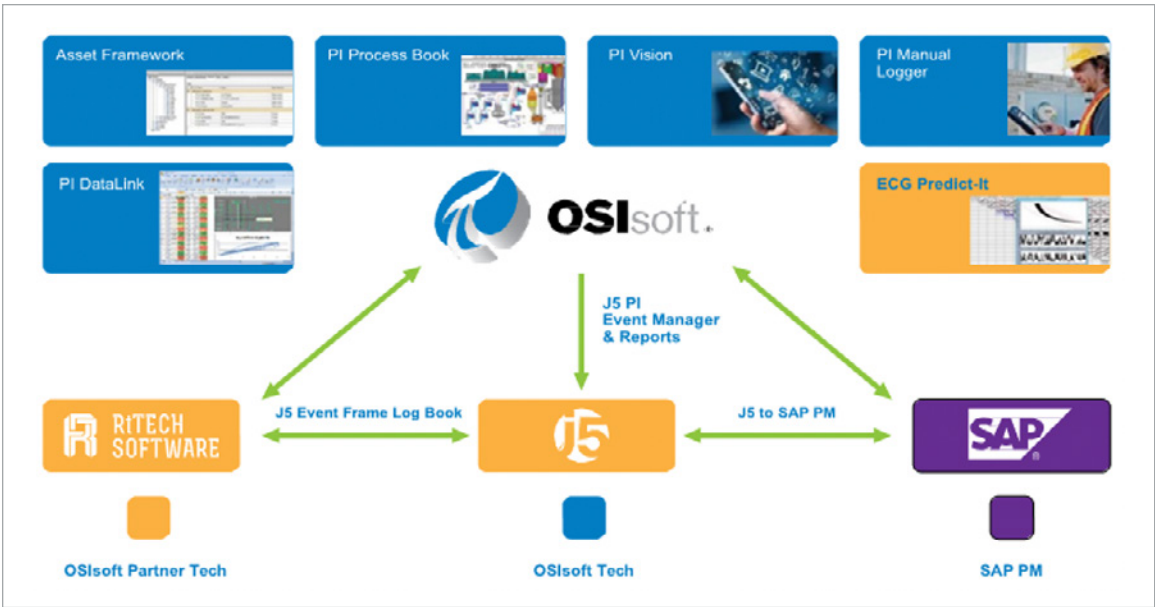 Asset Framework
PI Process Book
PI Vision
PI Manual
Logger
PI DataLink
OSIsoft.
ECG Predict-It
J5 PI
Event Manager
& Reports
RtTECH
SOFTWARE
J5 Event Frame Log Book
J5
J5 to SAP PM
SAP
®
OSIsoft Partner Tech
OSIsoft Tech
SAP PM